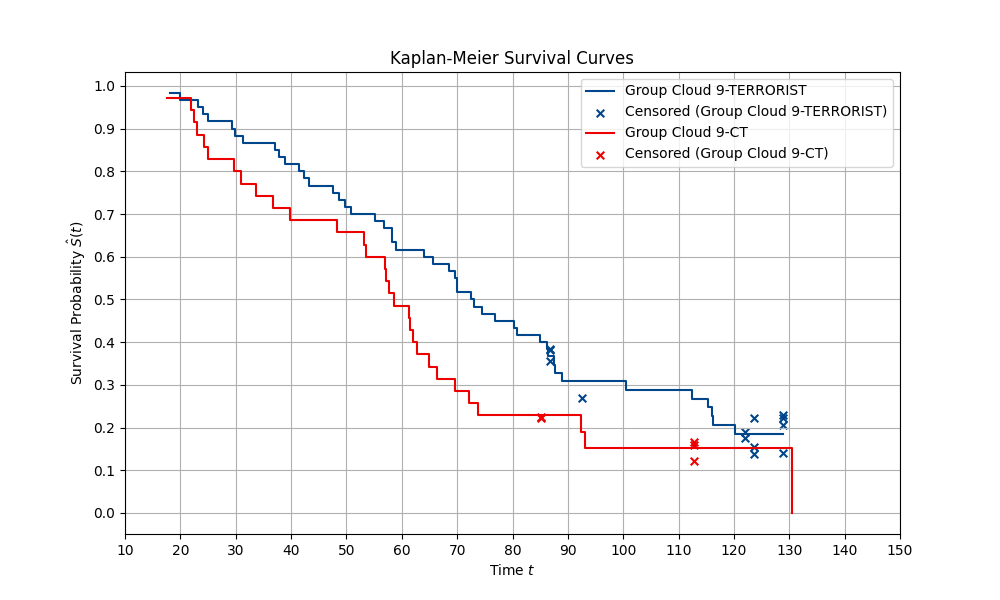 Kaplan-Meier Survival Curves
Group Cloud 9-TERRORIST
Censored (Group Cloud 9-TERRORIST)
Group Cloud 9-CT
Censored (Group Cloud 9-CT)
Survival Probability Ŝ(t)
1.0
0.9
0.8
0.7
0.6
0.5
0.4
0.3
0.2
0.1
0.0
10 20 30 40 50 60 70 80 90 100 110 120 130 140 150
Time t